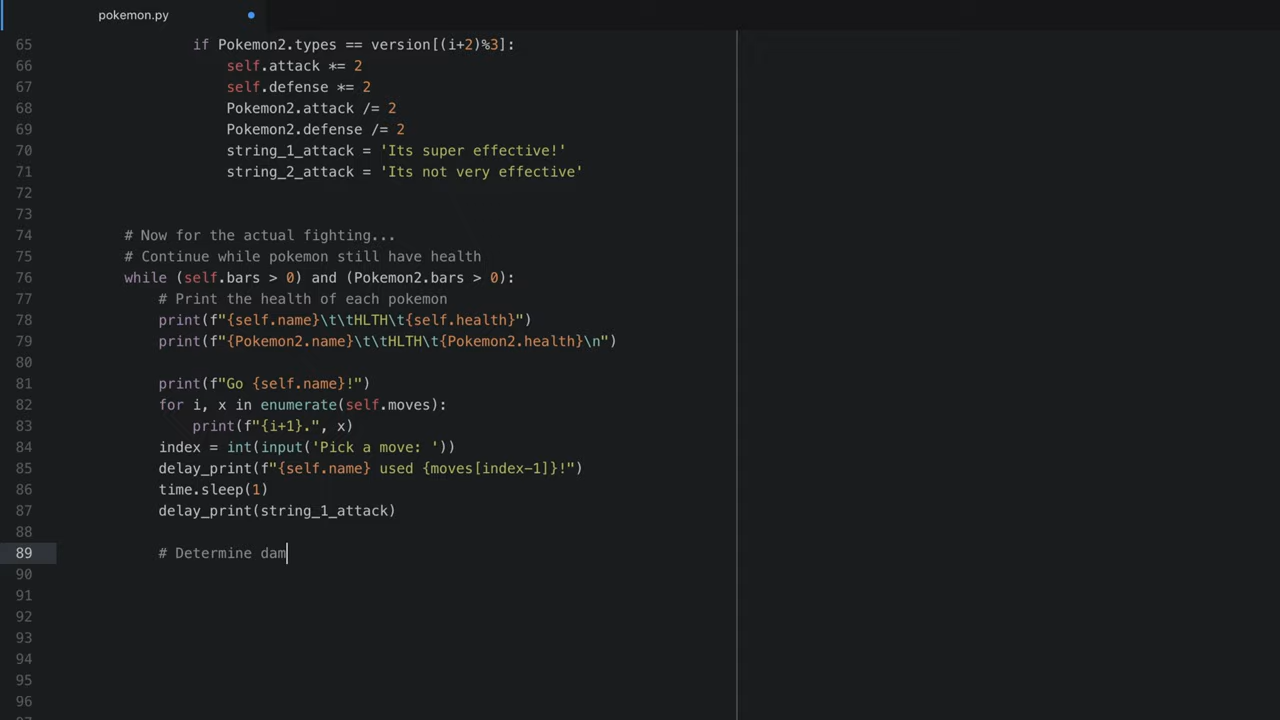 pokemon.py
65 if Pokemon2.types == version[(i+2)%3]:
66 self.attack *= 2
67 self.defense *= 2
68 Pokemon2.attack /= 2
69 Pokemon2.defense /= 2
70 string_1_attack = 'Its super effective!'
71 string_2_attack = 'Its not very effective'
72
73
74 # Now for the actual fighting...
75 # Continue while pokemon still have health
76 while (self.bars > 0) and (Pokemon2.bars > 0):
77 # Print the health of each pokemon
78 print(f"{self.name}\t\tHLTH\t{self.health}")
79 print(f"{Pokemon2.name}\t\tHLTH\t{Pokemon2.health}\n")
80
81 print(f"Go {self.name}!")
82 for i, x in enumerate(self.moves):
83 print(f"{i+1}.", x)
84 index = int(input('Pick a move: '))
85 delay_print(f"{self.name} used {moves[index-1]}!")
86 time.sleep(1)
87 delay_print(string_1_attack)
88
89 # Determine dam
90
91
92
93
94
95
96